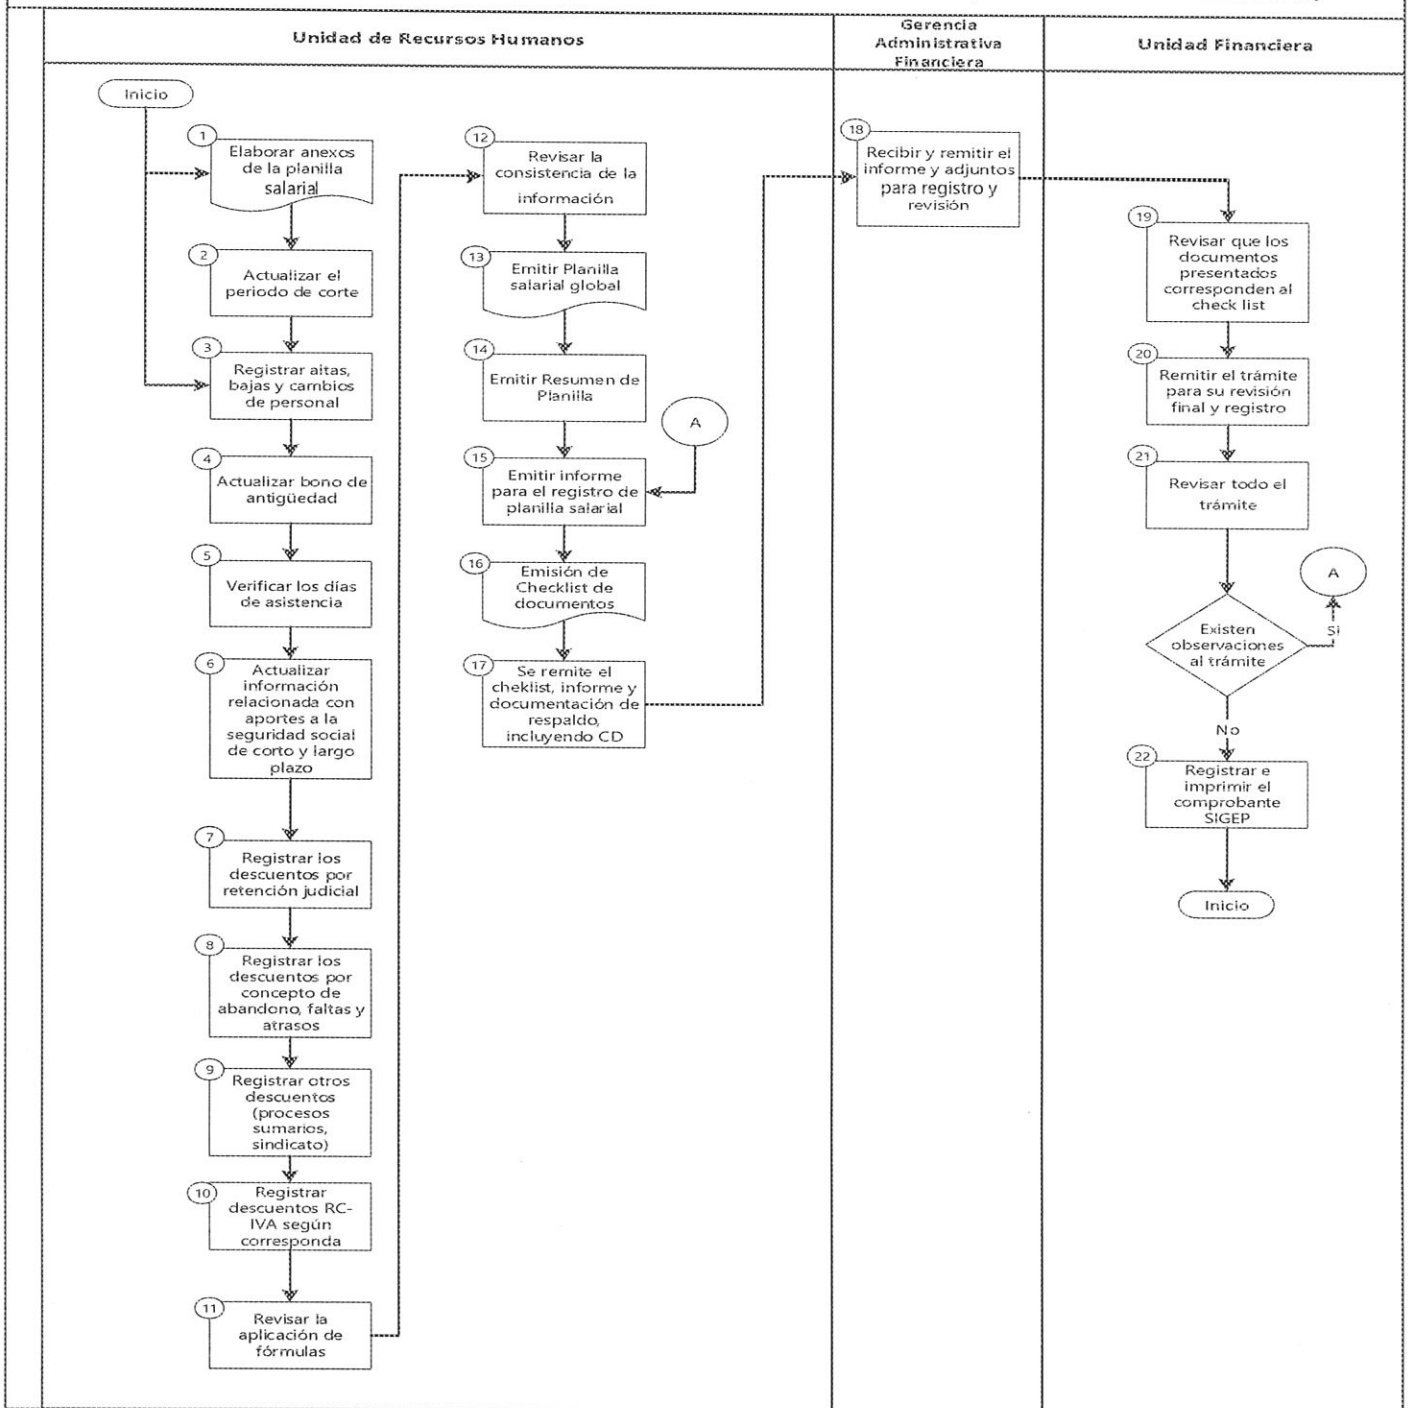 Unidad de Recursos Humanos
Gerencia
Administrativa
Financiera
Unidad Financiera
Inicio
1
Elaborar anexos
de la planilla
salarial
2
Actualizar el
periodo de corte
3
Registrar altas,
bajas y cambios
de personal
4
Actualizar bono de
antigüedad
5
Verificar los días
de asistencia
6
Actualizar
información
relacionada con
aportes a la
seguridad social
de corto y largo
plazo
7
Registrar los
descuentos por
retención judicial
8
Registrar los
descuentos por
concepto de
abandono, faltas y
atrasos
9
Registrar otros
descuentos
(procesos
sumarios,
sindicato)
10
Registrar
descuentos RC-
IVA según
corresponda
11
Revisar la
aplicación de
fórmulas
12
Revisar la
consistencia de la
información
13
Emitir Planilla
salarial global
14
Emitir Resumen de
Planilla
A
15
Emitir informe
para el registro de
planilla salarial
16
Emisión de
Checklist de
documentos
17
Se remite el
cheklist, informe y
documentación de
respaldo,
incluyendo CD
18
Recibir y remitir el
informe y adjuntos
para registro y
revisión
19
Revisar que los
documentos
presentados
corresponden al
check list
20
Remitir el trámite
para su revisión
final y registro
21
Revisar todo el
trámite
A
Si
Existen
observaciones
al trámite
No
22
Registrar e
imprimir el
comprobante
SIGEP
Inicio